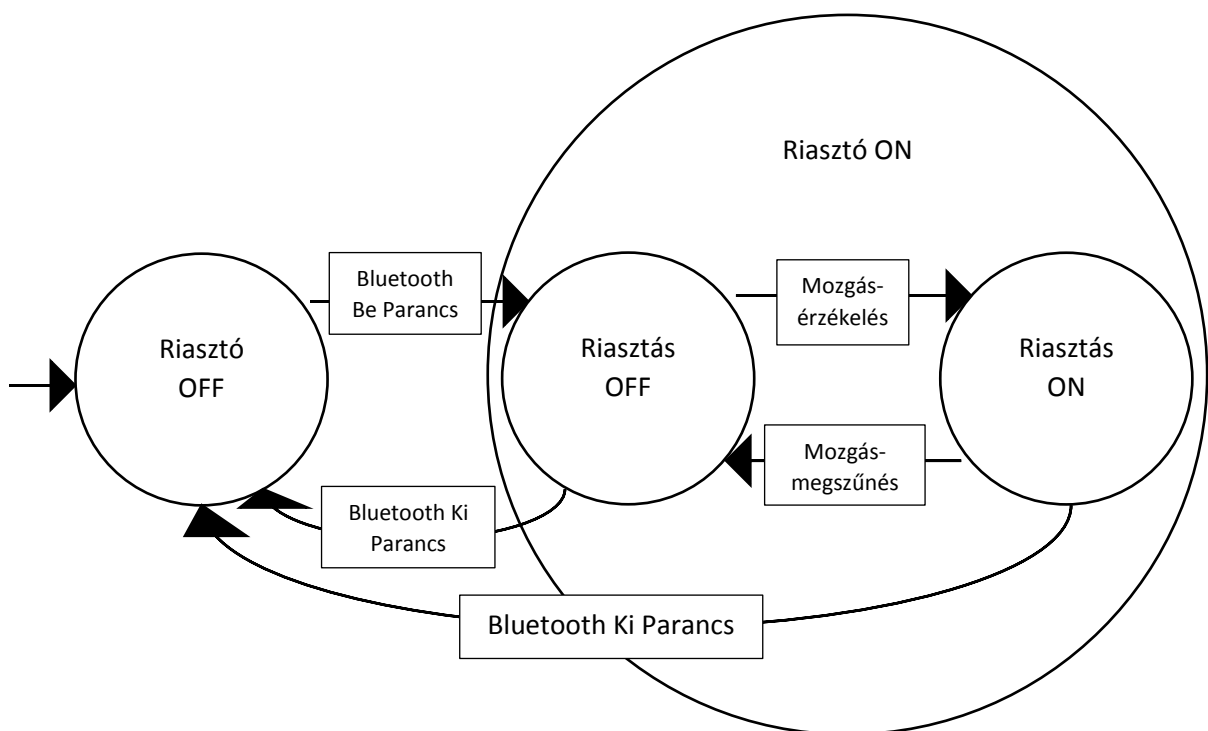 Riasztó ON
Bluetooth
Be Parancs
Mozgás-
érzékelés
Riasztó
OFF
Riasztás
OFF
Riasztás
ON
Mozgás-
megszűnés
Bluetooth Ki
Parancs
Bluetooth Ki Parancs